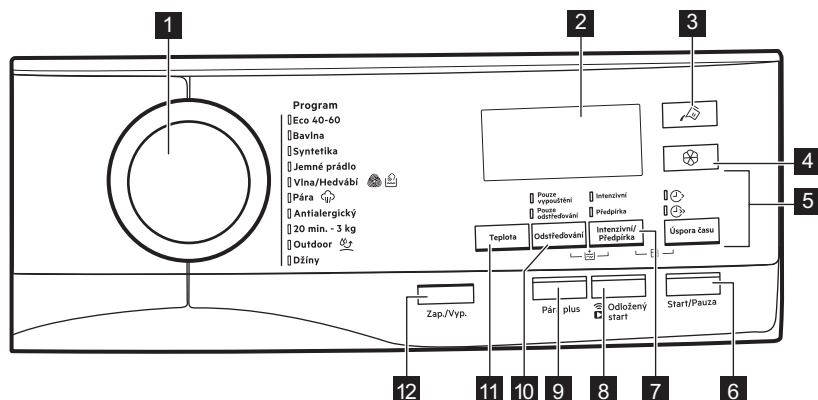 1
2
3
4
5
Program
Eco 40-60
Bavlna
Syntetika
Jemné prádlo
Vlna/Hedvábí
Pára
Antialergický
20 min. - 3 kg
Outdoor
Džíny
Pouze
vypouštění
Pouze
odstřeďování
Intenzivní
Předpírka
Teplota
Odstřeďování
Intenzivní/
Předpírka
Úspora času
Zap./Vyp.
Pára plus
Odložený
start
Start/Pauza
12
11
10
9
8
7
6